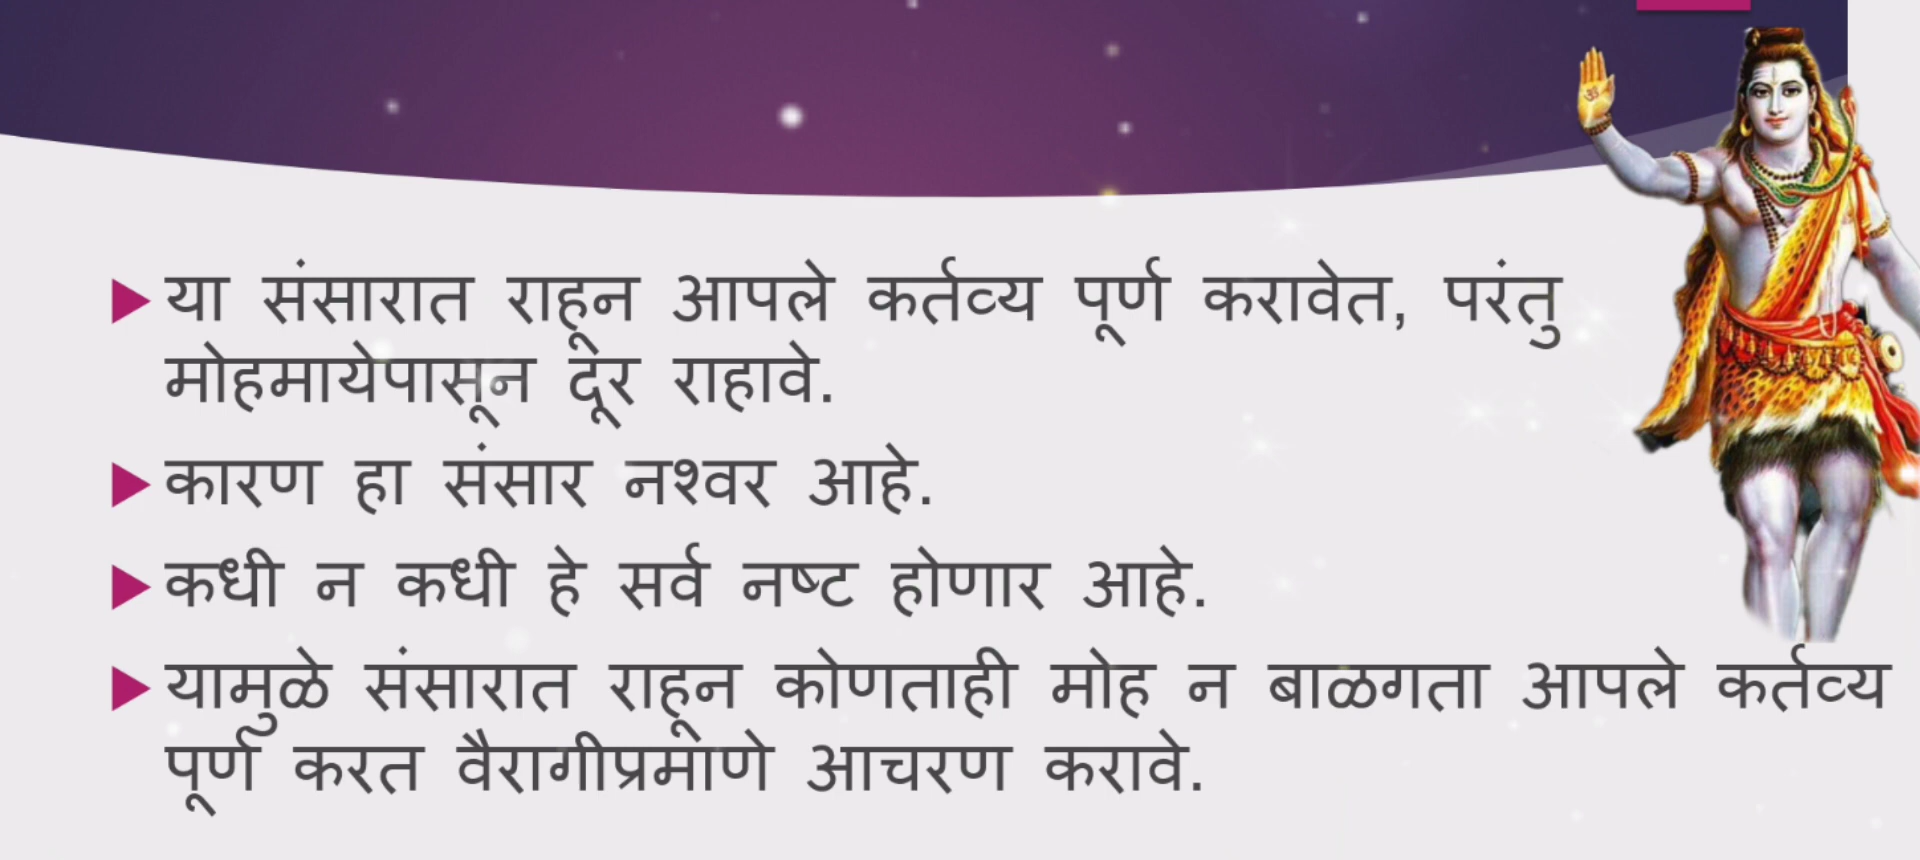 या संसारात राहून आपले कर्तव्य पूर्ण करावेत, परंतु
मोहमायेपासून दूर राहावे.
कारण हा संसार नश्वर आहे.
कधी न कधी हे सर्व नष्ट होणार आहे.
यामुळे संसारात राहून कोणताही मोह न बाळगता आपले कर्तव्य
पूर्ण करत वैरागीप्रमाणे आचरण करावे.
ॐ